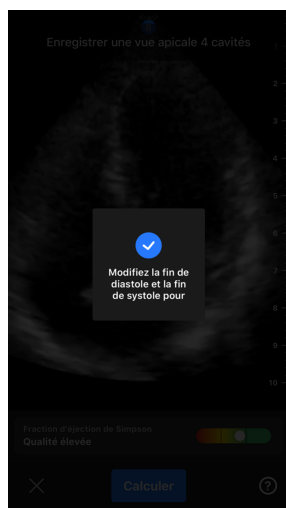 Enregistrer une vue apicale 4 cavités
2
3
4
5
6
7
8
9
10
Modifiez la fin de
diastole et la fin
de systole pour
Fraction d'éjection de Simpson
Qualité élevée
Calculer
?